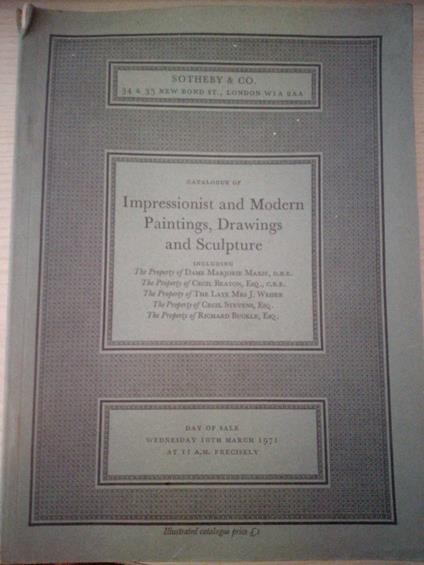 SOTHEBY & CO.
34 & 35 NEW BOND ST., LONDON W1A 2AA
CATALOGUE OF
Impressionist and Modern
Paintings, Drawings
and Sculpture
INCLUDING
The Property of DAME MARJORIE MAXSE, D.B.E.
The Property of CECIL BEATON, ESQ., C.B.E.
The Property of THE LATE MRS J. WEBER
The Property of CECIL STEVENS, ESQ.
The Property of RICHARD BUCKLE, ESQ.
DAY OF SALE
WEDNESDAY 10TH MARCH 1971
AT 11 A.M. PRECISELY
Illustrated catalogue price £1